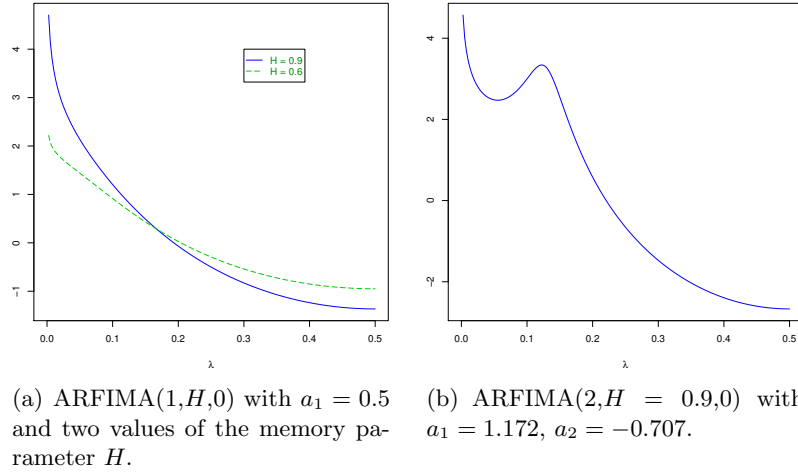 4
3
2
1
0
−1
H = 0.9
H = 0.6
0.0 0.1 0.2 0.3 0.4 0.5
λ
4
2
0
−2
0.0 0.1 0.2 0.3 0.4 0.5
λ
(a) ARFIMA(1,H,0) with a₁ = 0.5
and two values of the memory pa-
rameter H.
(b) ARFIMA(2,H = 0.9,0) with
a₁ = 1.172, a₂ = −0.707.